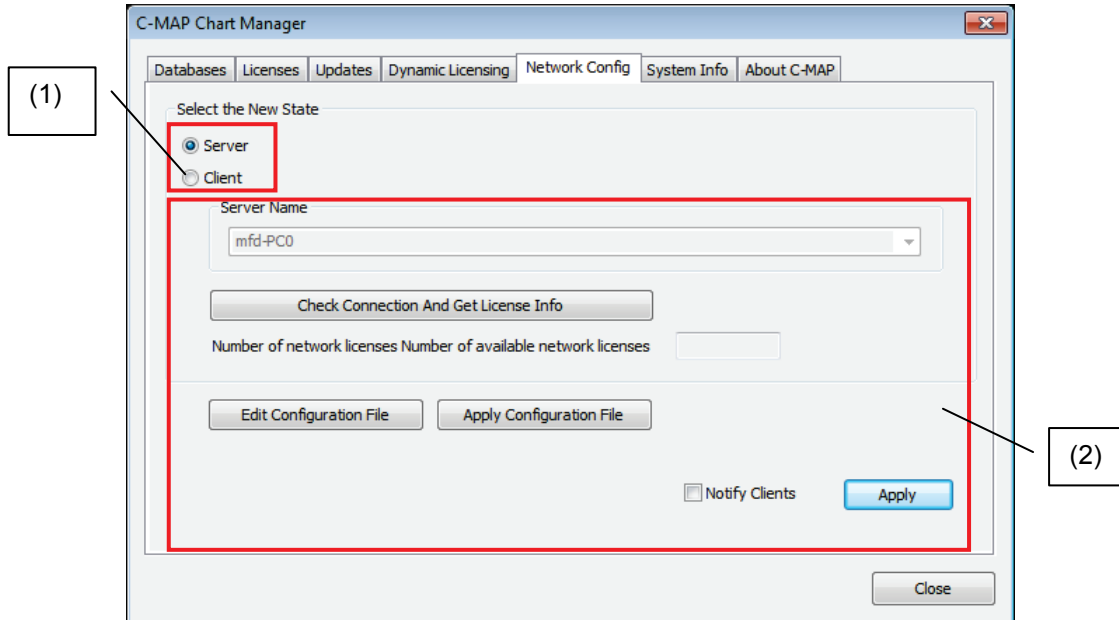 C-MAP Chart Manager
Databases Licenses Updates Dynamic Licensing Network Config System Info About C-MAP
(1)
Select the New State
Server
Client
Server Name
mfd-PC0
Check Connection And Get License Info
Number of network licenses Number of available network licenses
Edit Configuration File Apply Configuration File
(2)
Notify Clients Apply
Close